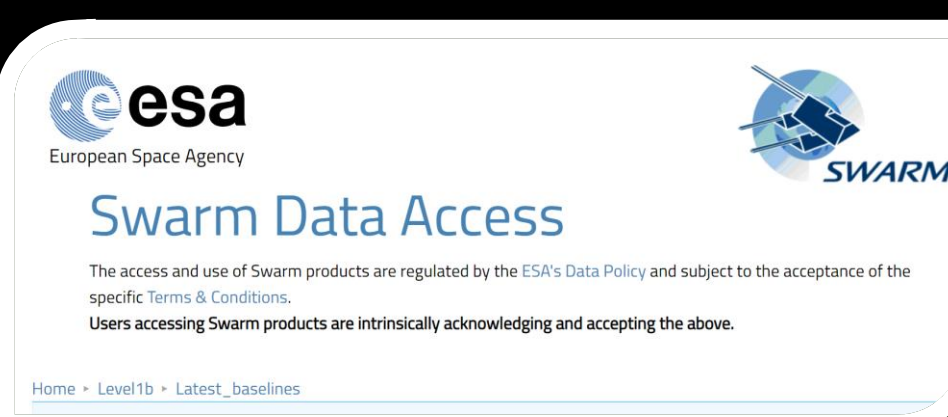 esa
European Space Agency
SWARM
Swarm Data Access
The access and use of Swarm products are regulated by the ESA's Data Policy and subject to the acceptance of the
specific Terms & Conditions.
Users accessing Swarm products are intrinsically acknowledging and accepting the above.
Home ▸ Level1b ▸ Latest_baselines